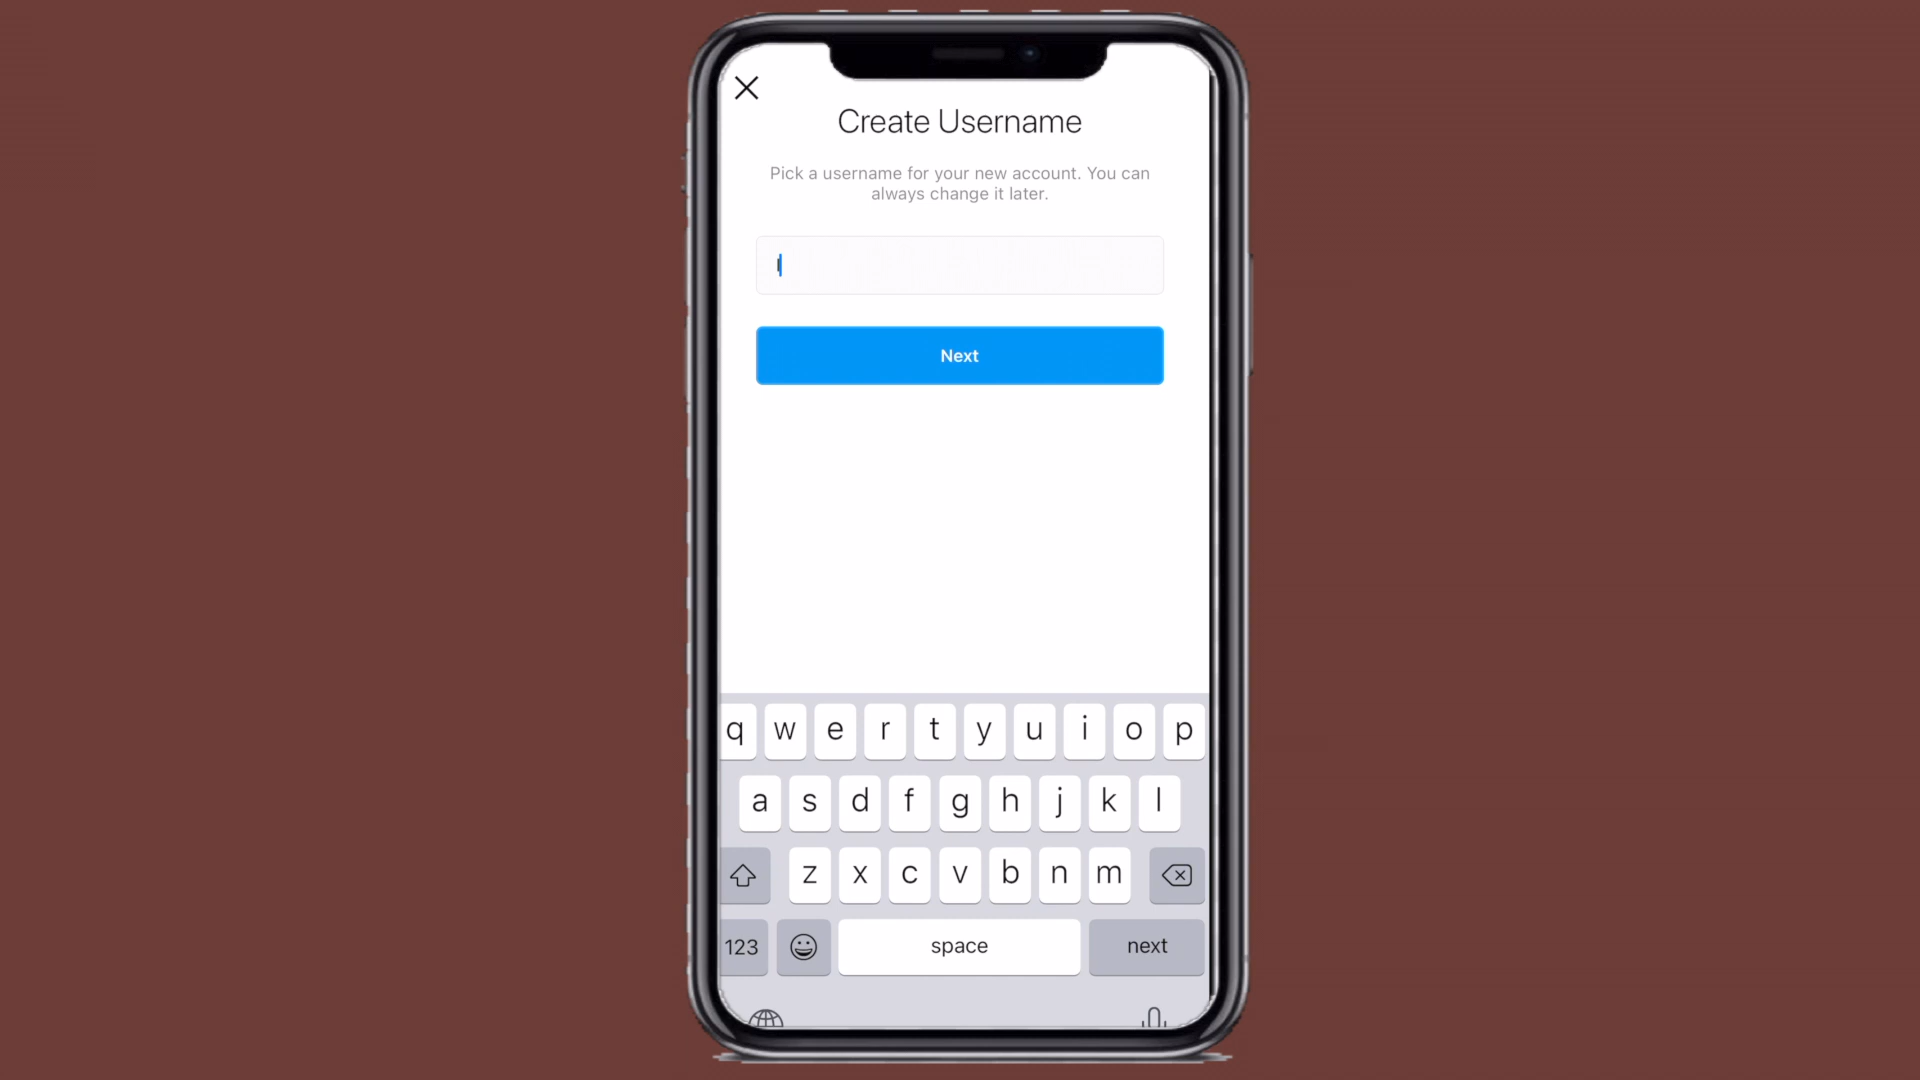 Create Username
Pick a username for your new account. You can
always change it later.
Next
q w e r t y u i o p
a s d f g h j k l
z x c v b n m
123 space next